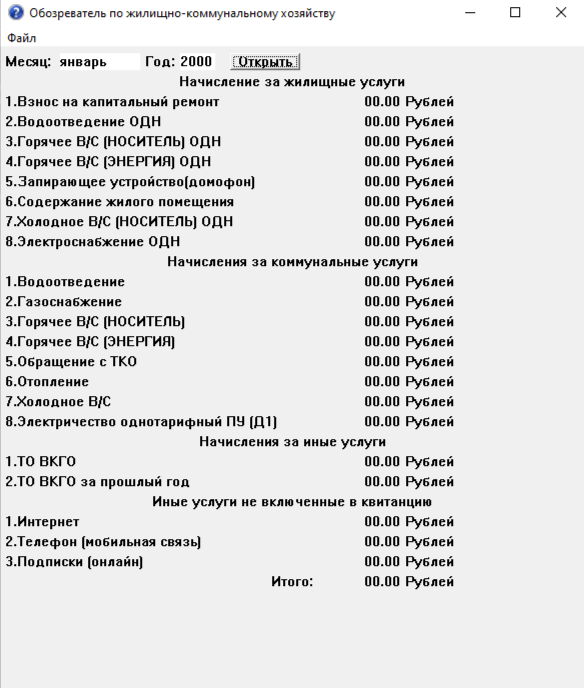 Обозреватель по жилищно-коммунальному хозяйству
Файл
Месяц: январь Год: 2000 Открыть
Начисление за жилищные услуги
1.Взнос на капитальный ремонт 00.00 Рублей
2.Водоотведение ОДН 00.00 Рублей
3.Горячее В/С (НОСИТЕЛЬ) ОДН 00.00 Рублей
4.Горячее В/С (ЭНЕРГИЯ) ОДН 00.00 Рублей
5.Запирающее устройство(домофон) 00.00 Рублей
6.Содержание жилого помещения 00.00 Рублей
7.Холодное В/С (НОСИТЕЛЬ) ОДН 00.00 Рублей
8.Электроснабжение ОДН 00.00 Рублей
Начисления за коммунальные услуги
1.Водоотведение 00.00 Рублей
2.Газоснабжение 00.00 Рублей
3.Горячее В/С (НОСИТЕЛЬ) 00.00 Рублей
4.Горячее В/С (ЭНЕРГИЯ) 00.00 Рублей
5.Обращение с ТКО 00.00 Рублей
6.Отопление 00.00 Рублей
7.Холодное В/С 00.00 Рублей
8.Электричество однотарифный ПУ (Д1) 00.00 Рублей
Начисления за иные услуги
1.ТО ВКГО 00.00 Рублей
2.ТО ВКГО за прошлый год 00.00 Рублей
Иные услуги не включенные в квитанцию
1.Интернет 00.00 Рублей
2.Телефон (мобильная связь) 00.00 Рублей
3.Подписки (онлайн) 00.00 Рублей
Итого: 00.00 Рублей